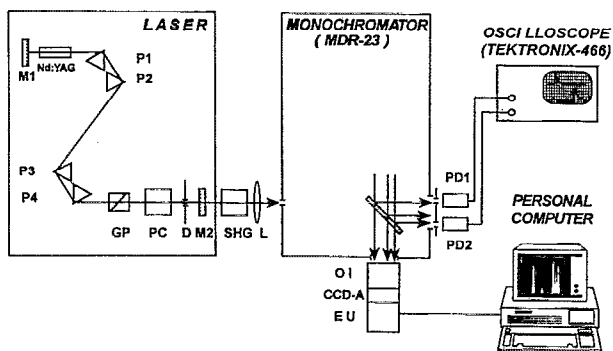 LASER
M1
Nd:YAG
P1
P2
P3
P4
GP
PC
D
M2
SHG
L
MONOCHROMATOR
( MDR-23)
PD1
PD2
O I
CCD-A
E U
OSCI LLOSCOPE
(TEKTRONIX-466)
PERSONAL
COMPUTER